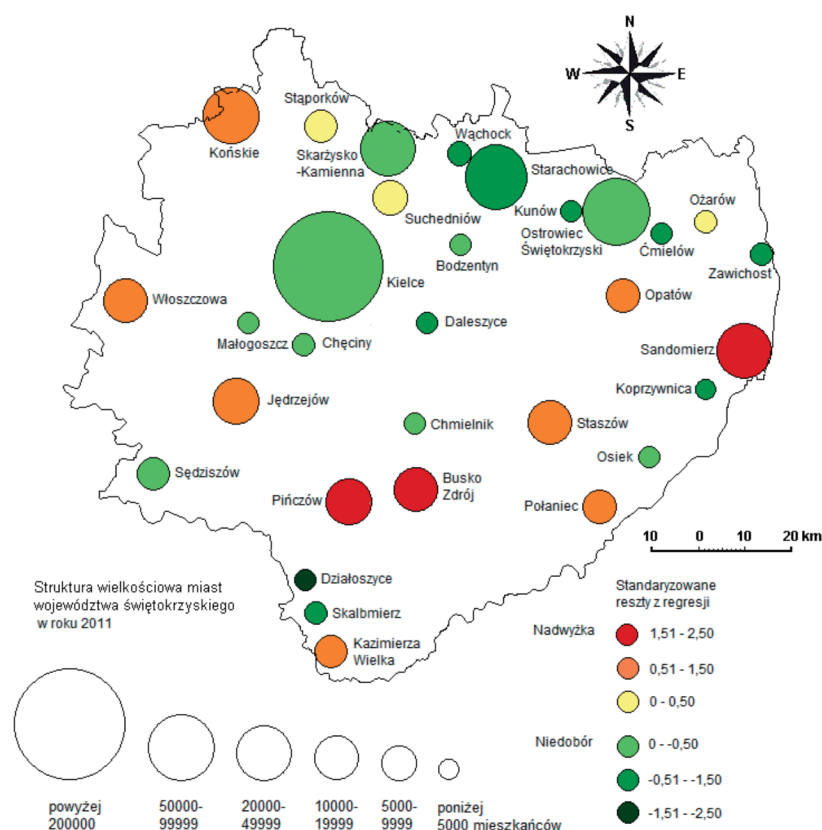 N
W
E
S
Stąporków
Końskie
Skarżysko
-Kamienna
Wąchock
Starachowice
Suchedniów
Kunów
Ostrowiec
Świętokrzyski
Ożarów
Ćmielów
Zawichost
Bodzentyn
Kielce
Włoszczowa
Opatów
Małogoszcz
Chęciny
Daleszyce
Sandomierz
Koprzywnica
Jędrzejów
Chmielnik
Staszów
Osiek
Sędziszów
Pińczów
Busko
Zdrój
Połaniec
10 0 10 20 km
Działoszyce
Skalbmierz
Kazimierza
Wielka
Struktura wielkościowa miast
województwa świętokrzyskiego
w roku 2011
Standaryzowane
reszty z regresji
Nadwyżka
1,51 - 2,50
0,51 - 1,50
0 - 0,50
Niedobór
0 - -0,50
-0,51 - -1,50
-1,51 - -2,50
powyżej
200000
50000-
99999
20000-
49999
10000-
19999
5000-
9999
poniżej
5000 mieszkańców